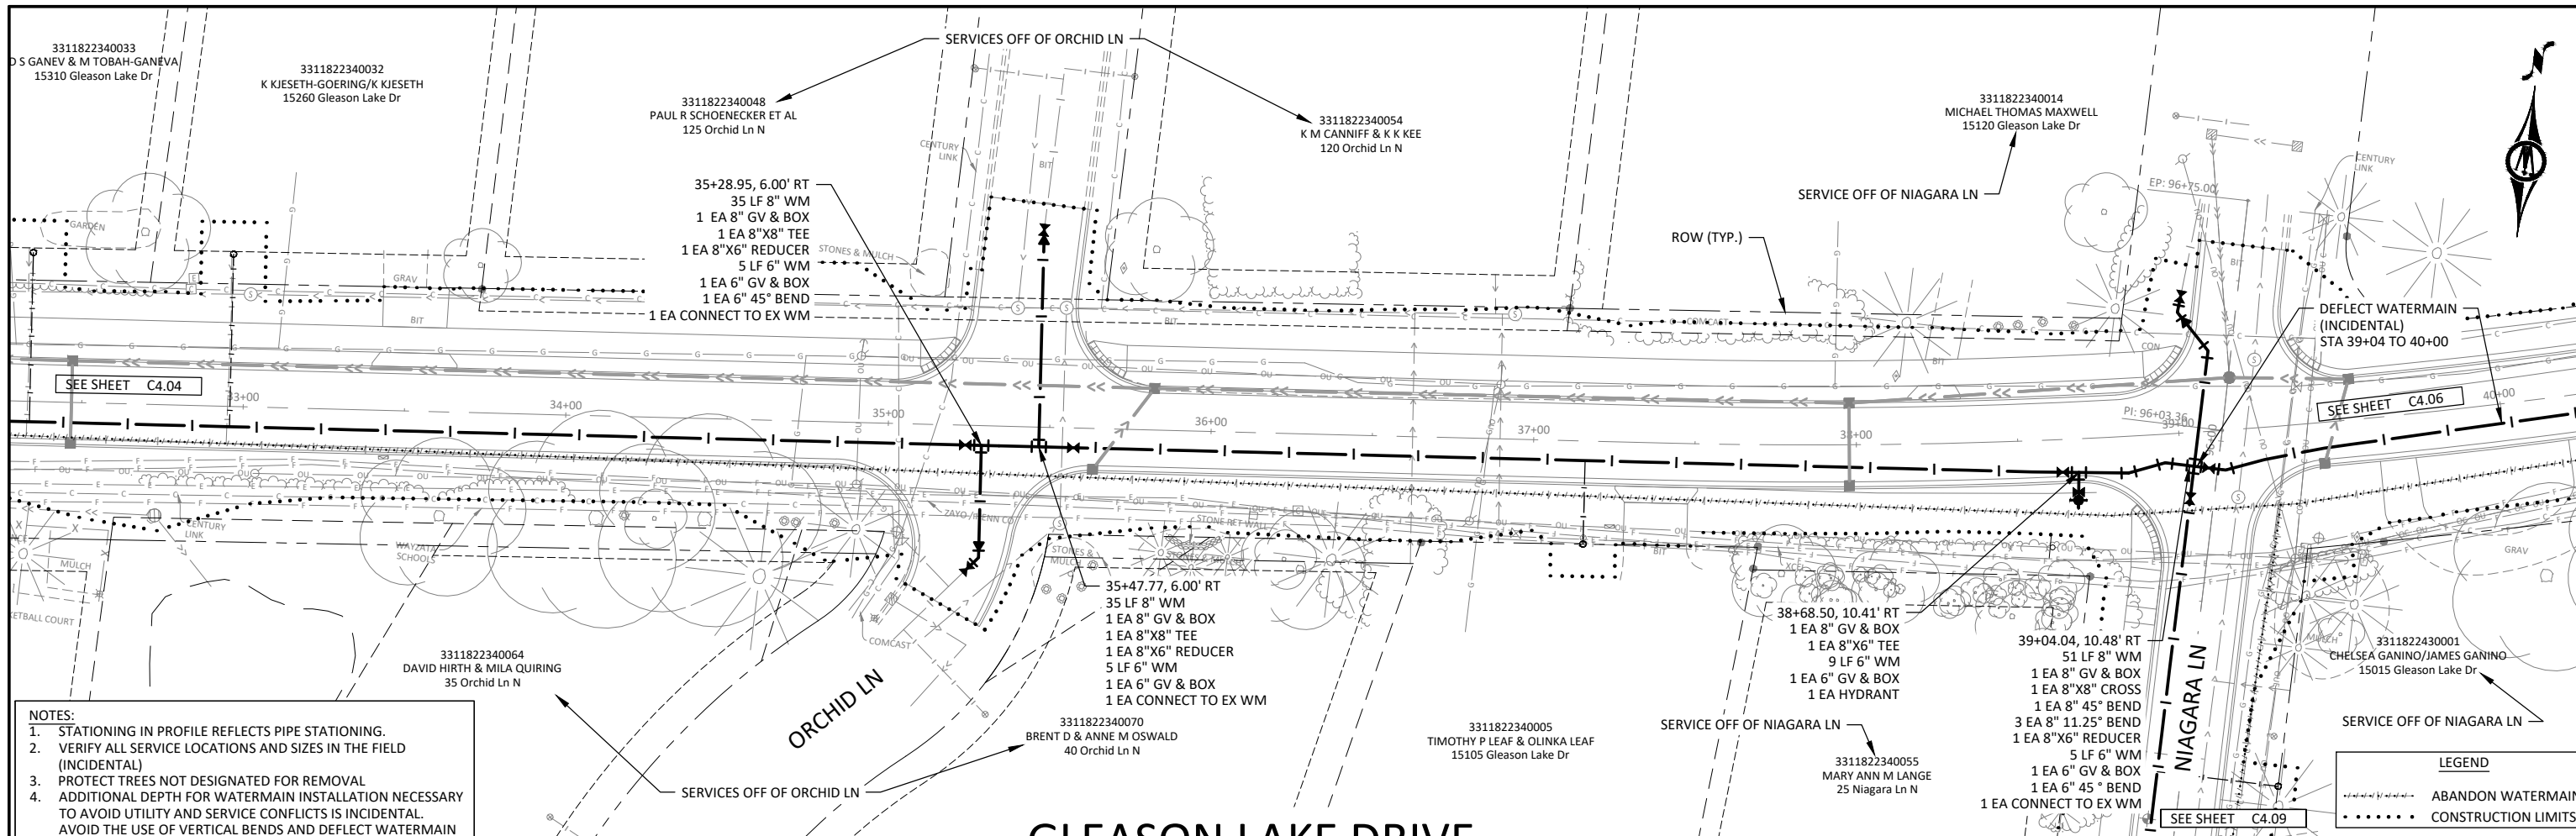 3311822340033
D S GANEV & M TOBAH-GANEVA
15310 Gleason Lake Dr
3311822340032
K KJESETH-GOERING/K KJESETH
15260 Gleason Lake Dr
SERVICES OFF OF ORCHID LN
3311822340048
PAUL R SCHOENECKER ET AL
125 Orchid Ln N
3311822340054
K M CANNIFF & K K KEE
120 Orchid Ln N
3311822340014
MICHAEL THOMAS MAXWELL
15120 Gleason Lake Dr
SERVICE OFF OF NIAGARA LN
ROW (TYP.)
CENTURY
LINK
BIT
CENTURY
LINK
EP: 96+75.00
BIT
35+28.95, 6.00' RT
35 LF 8" WM
1 EA 8" GV & BOX
1 EA 8"X8" TEE
1 EA 8"X6" REDUCER
5 LF 6" WM
1 EA 6" GV & BOX
1 EA 6" 45° BEND
1 EA CONNECT TO EX WM
STONES & MULCH
GARDEN
GRAV
BIT
BIT
COMCAST
BIT
CON
DEFLECT WATERMAIN
(INCIDENTAL)
STA 39+04 TO 40+00
SEE SHEET C4.04
33+00
34+00
35+00
36+00
37+00
38+00
PI: 96+03.36
39+00
40+00
SEE SHEET C4.06
CENTURY
LINK
WAYZATA
SCHOOLS
MULCH
STONE RET WALL
STONES &
MULCH
BIT
XCEL
GRAV
MULCH
COMCAST
35+47.77, 6.00' RT
35 LF 8" WM
1 EA 8" GV & BOX
1 EA 8"X8" TEE
1 EA 8"X6" REDUCER
5 LF 6" WM
1 EA 6" GV & BOX
1 EA CONNECT TO EX WM
38+68.50, 10.41' RT
1 EA 8" GV & BOX
1 EA 8"X6" TEE
9 LF 6" WM
1 EA 6" GV & BOX
1 EA HYDRANT
39+04.04, 10.48' RT
51 LF 8" WM
1 EA 8" GV & BOX
1 EA 8"X8" CROSS
1 EA 8" 45° BEND
3 EA 8" 11.25° BEND
1 EA 8"X6" REDUCER
5 LF 6" WM
1 EA 6" GV & BOX
1 EA 6" 45 ° BEND
1 EA CONNECT TO EX WM
3311822340064
DAVID HIRTH & MILA QUIRING
35 Orchid Ln N
ORCHID LN
3311822340070
BRENT D & ANNE M OSWALD
40 Orchid Ln N
SERVICES OFF OF ORCHID LN
3311822340005
TIMOTHY P LEAF & OLINKA LEAF
15105 Gleason Lake Dr
SERVICE OFF OF NIAGARA LN
3311822340055
MARY ANN M LANGE
25 Niagara Ln N
NIAGARA LN
3311822430001
CHELSEA GANINO/JAMES GANINO
15015 Gleason Lake Dr
SERVICE OFF OF NIAGARA LN
NOTES:
1. STATIONING IN PROFILE REFLECTS PIPE STATIONING.
2. VERIFY ALL SERVICE LOCATIONS AND SIZES IN THE FIELD
(INCIDENTAL)
3. PROTECT TREES NOT DESIGNATED FOR REMOVAL
4. ADDITIONAL DEPTH FOR WATERMAIN INSTALLATION NECESSARY
TO AVOID UTILITY AND SERVICE CONFLICTS IS INCIDENTAL.
AVOID THE USE OF VERTICAL BENDS AND DEFLECT WATERMAIN
GLEASON LAKE DRIVE
SEE SHEET C4.09
LEGEND
ABANDON WATERMAIN
CONSTRUCTION LIMITS